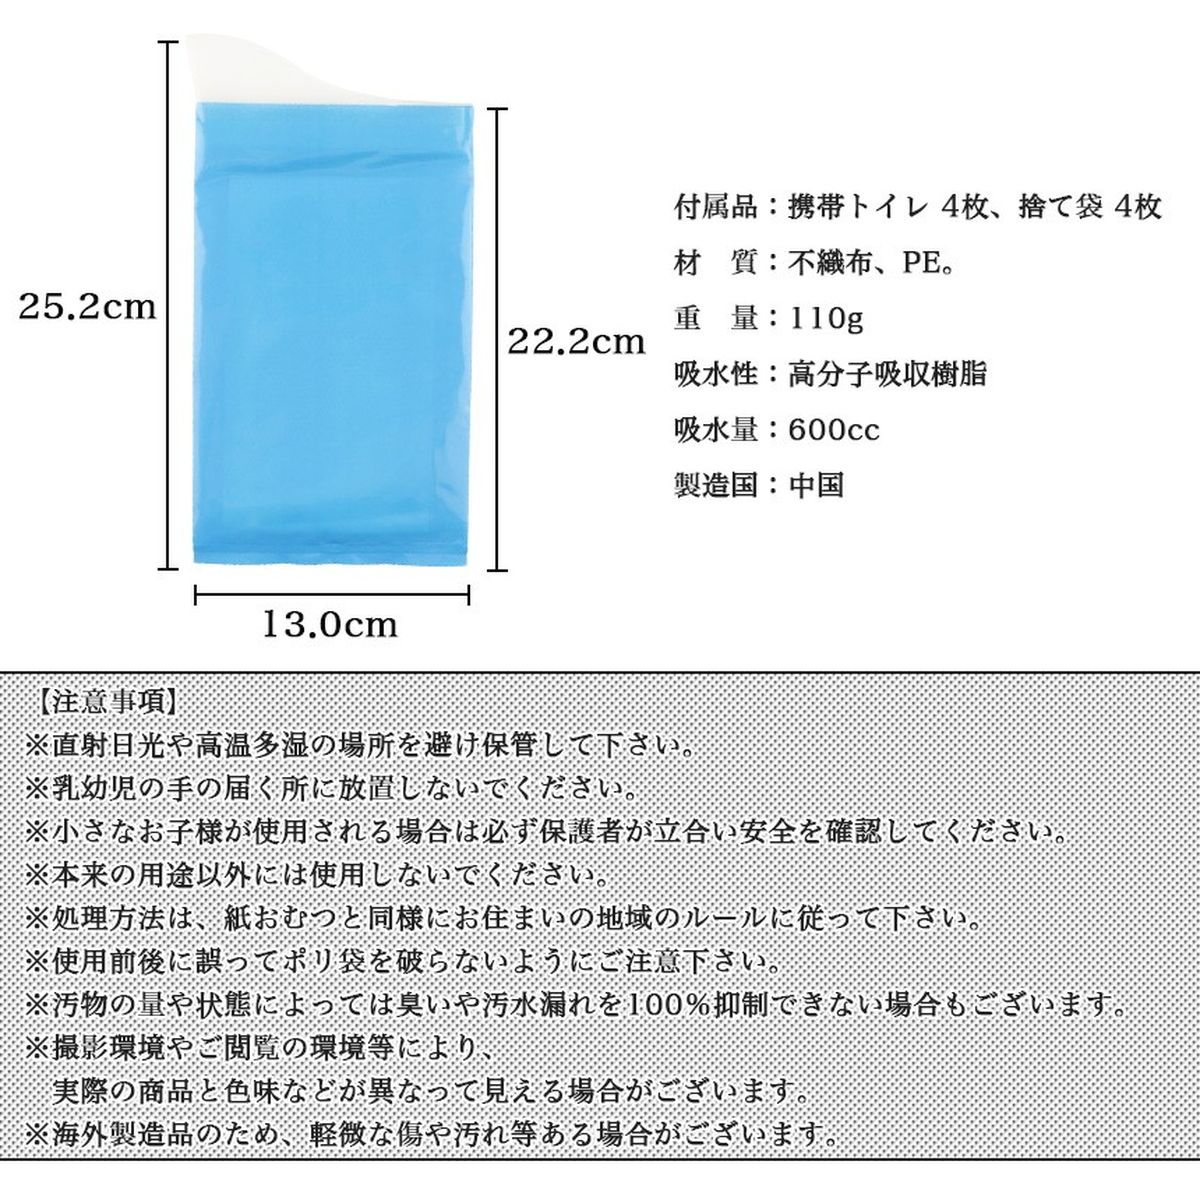 25.2cm
22.2cm
13.0cm
付属品：携帯トイレ 4枚、捨て袋 4枚
材　質：不織布、PE。
重　量：110g
吸水性：高分子吸収樹脂
吸水量：600cc
製造国：中国
【注意事項】
※直射日光や高温多湿の場所を避け保管して下さい。
※乳幼児の手の届く所に放置しないでください。
※小さなお子様が使用される場合は必ず保護者が立合い安全を確認してください。
※本来の用途以外には使用しないでください。
※処理方法は、紙おむつと同様にお住まいの地域のルールに従って下さい。
※使用前後に誤ってポリ袋を破らないようにご注意下さい。
※汚物の量や状態によっては臭いや汚水漏れを100%抑制できない場合もございます。
※撮影環境やご閲覧の環境等により、
実際の商品と色味などが異なって見える場合がございます。
※海外製造品のため、軽微な傷や汚れ等ある場合がございます。